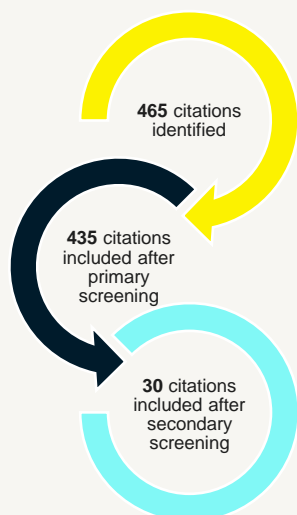 465 citations
identified
435 citations
included after
primary
screening
30 citations
included after
secondary
screening